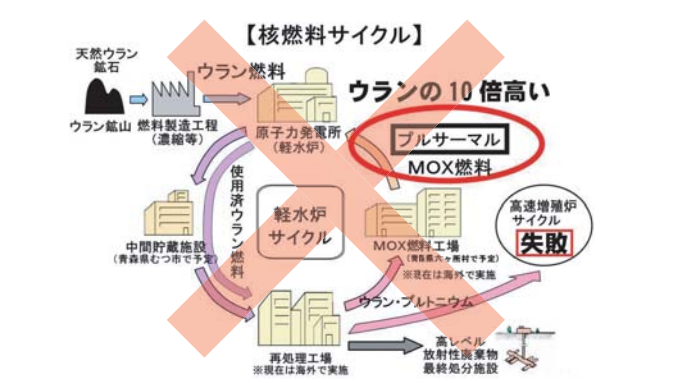 【核燃料サイクル】
天然ウラン
鉱石
ウラン燃料
ウランの10倍高い
ウラン鉱山
燃料製造工程
(濃縮等)
原子力発電所
(軽水炉)
プルサーマル
MOX燃料
使用済ウラン燃料
軽水炉
サイクル
高速増殖炉
サイクル
失敗
中間貯蔵施設
(青森県むつ市で予定)
MOX燃料工場
(青森県六ヶ所村で予定)
※現在は海外で実施
ウラン・プルトニウム
再処理工場
※現在は海外で実施
高レベル
放射性廃棄物
最終処分施設